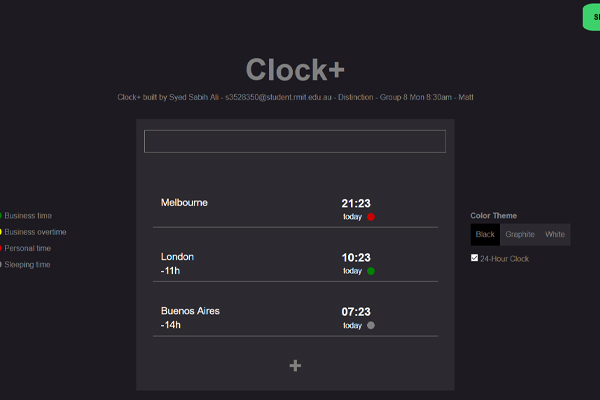 Clock+
Clock+ built by Syed Sabih Ali - s3528350@student.rmit.edu.au - Distinction - Group 8 Mon 8:30am - Matt
Melbourne
21:23
today
London
10:23
-11h
today
Buenos Aires
07:23
-14h
today
+
Business time
Business overtime
Personal time
Sleeping time
Color Theme
Black Graphite White
24-Hour Clock